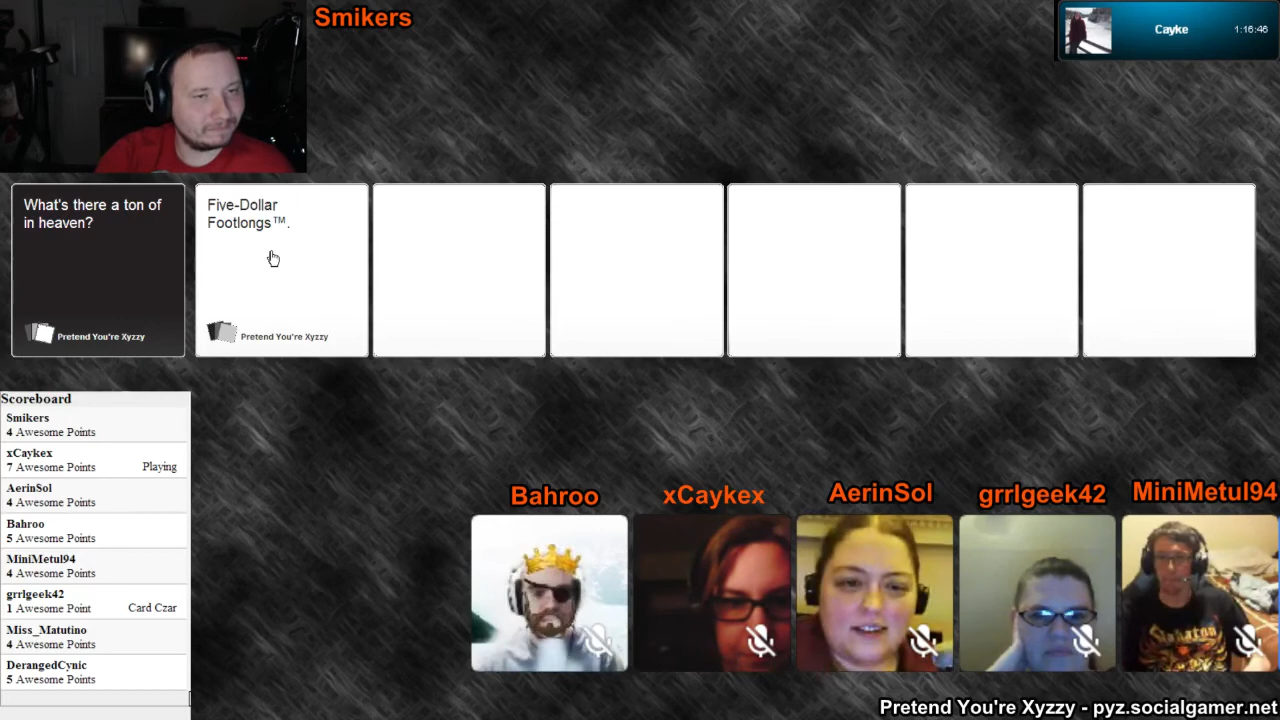 Smikers
Cayke
1:16:46
What's there a ton of
in heaven?
Pretend You're Xyzzy
Five-Dollar
Footlongs™.
Pretend You're Xyzzy
Scoreboard
Smikers
4 Awesome Points
xCaykex
7 Awesome Points Playing
AerinSol
4 Awesome Points
Bahroo
5 Awesome Points
MiniMetul94
4 Awesome Points
grrlgeek42
1 Awesome Point Card Czar
Miss_Matutino
4 Awesome Points
DerangedCynic
5 Awesome Points
Bahroo
xCaykex
AerinSol
grrlgeek42
MiniMetul94
Sabaton
Pretend You're Xyzzy - pyz.socialgamer.net